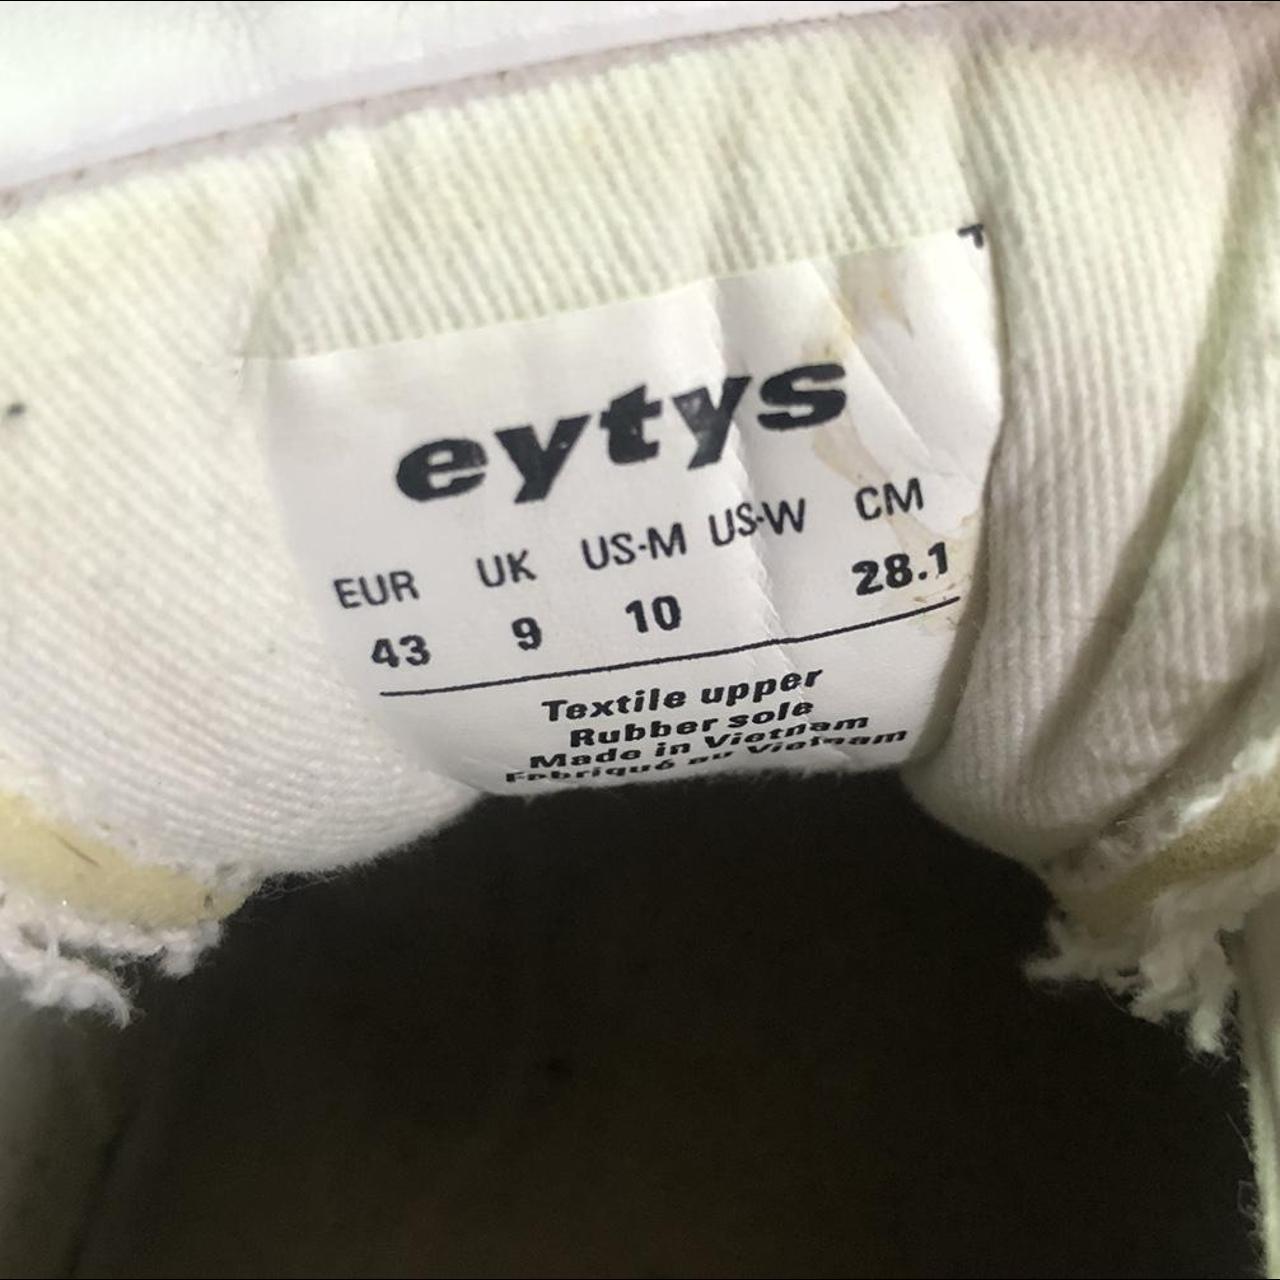 eytys
EUR UK US-M US-W CM
43 9 10 28.1
Textile upper
Rubber sole
Made in Vietnam
Fabriqué au Vietnam